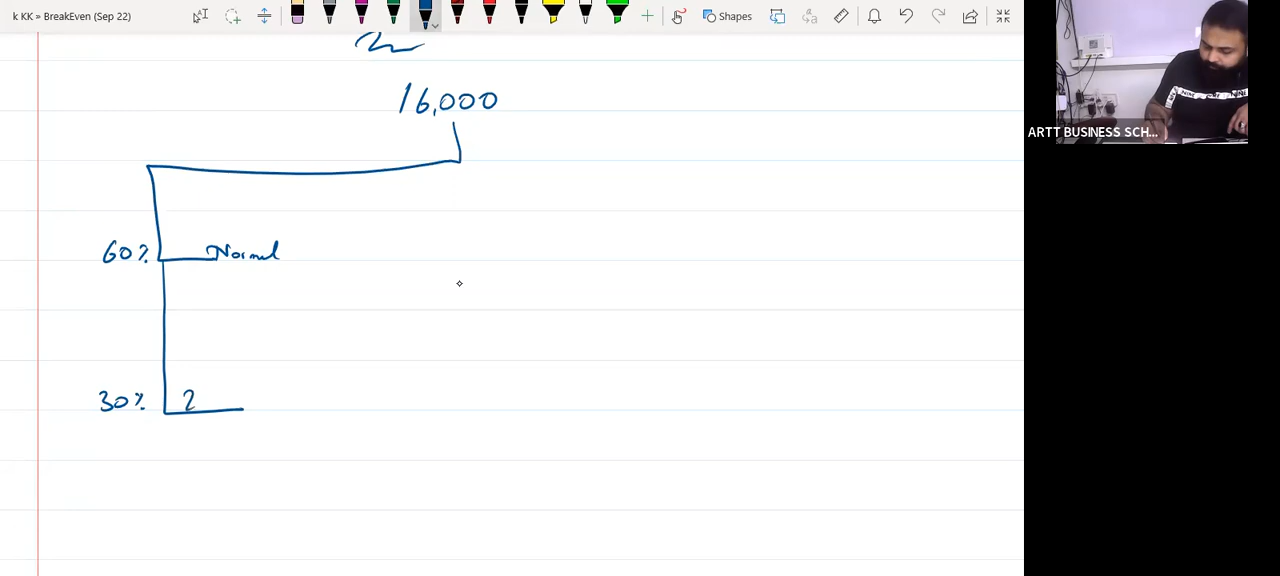 k KK » BreakEven (Sep 22)
Shapes
ARTT BUSINESS SCH...
16,000
60% Normal
30% 2